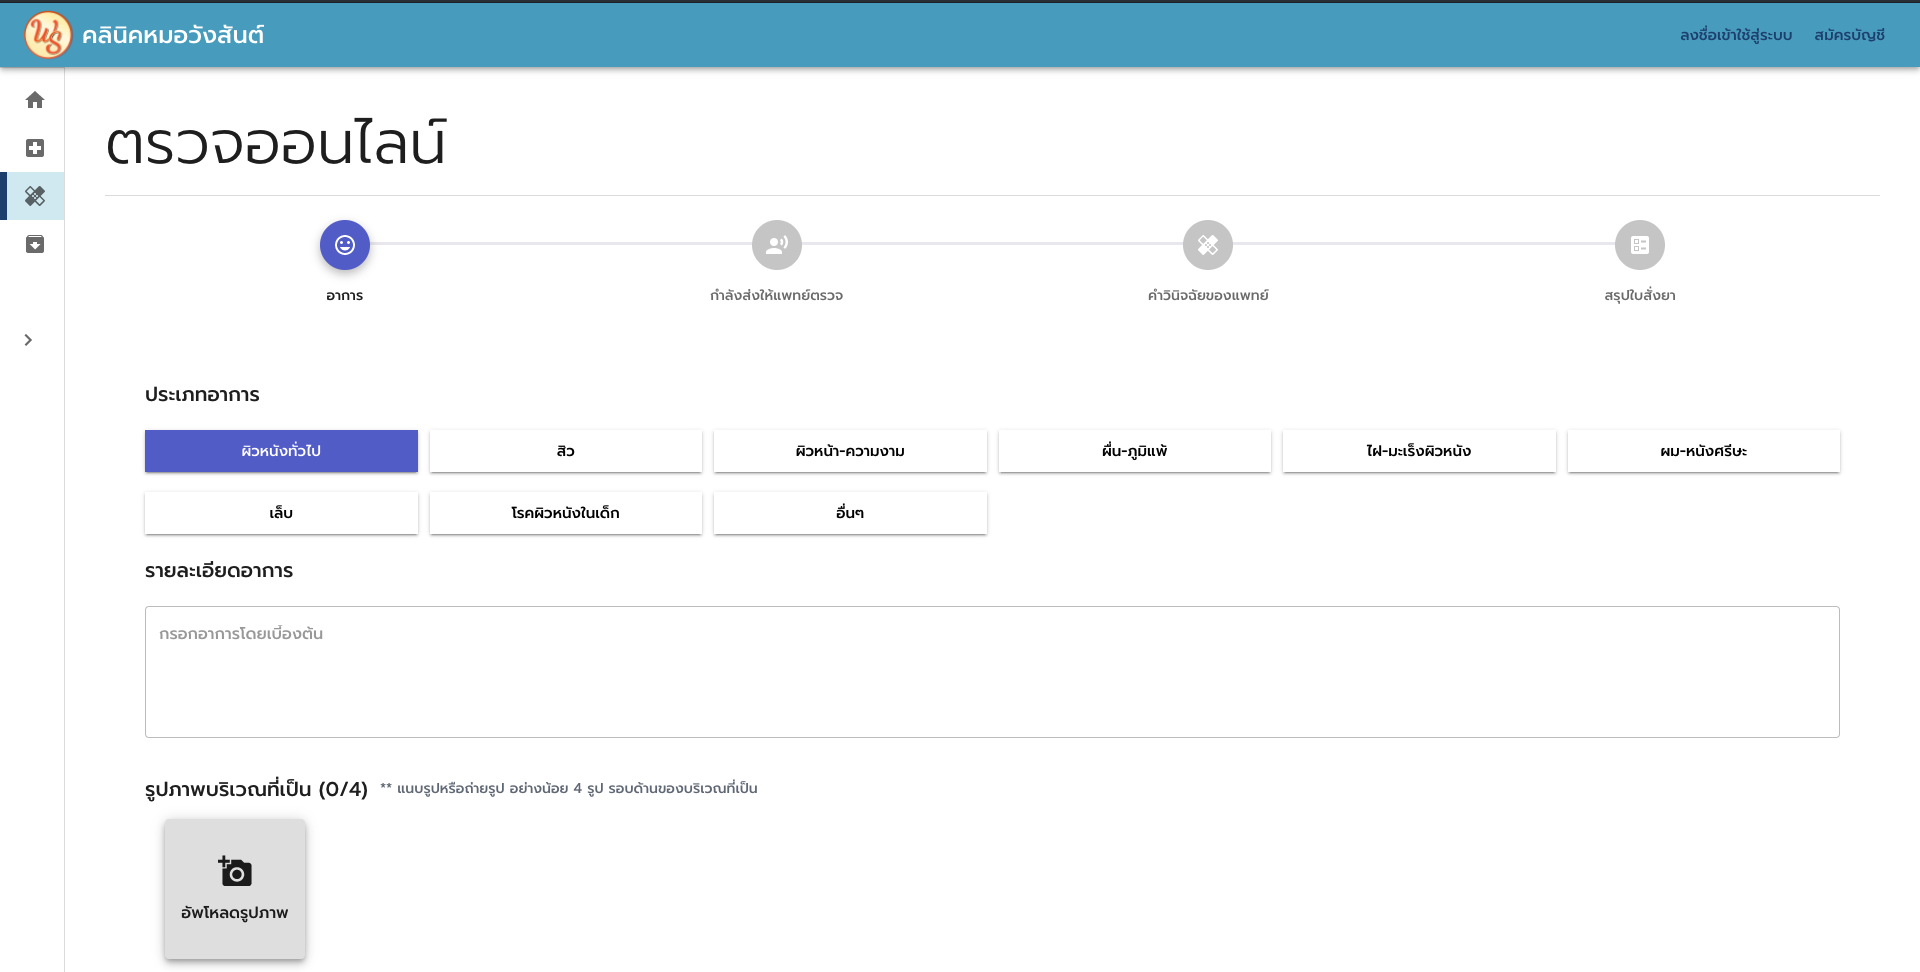 คลินิคหมอวังสันต์
ลงชื่อเข้าใช้สู่ระบบ สมัครบัญชี
ตรวจออนไลน์
อาการ กำลังส่งให้แพทย์ตรวจ คำวินิจฉัยของแพทย์ สรุปใบสั่งยา
ประเภทอาการ
ผิวหนังทั่วไป สิว ผิวหน้า-ความงาม ผื่น-ภูมิแพ้ ไฝ-มะเร็งผิวหนัง ผม-หนังศรีษะ
เล็บ โรคผิวหนังในเด็ก อื่นๆ
รายละเอียดอาการ
กรอกอาการโดยเบื่องต้น
รูปภาพบริเวณที่เป็น (0/4) ** แนบรูปหรือถ่ายรูป อย่างน้อย 4 รูป รอบด้านของบริเวณที่เป็น
อัพโหลดรูปภาพ